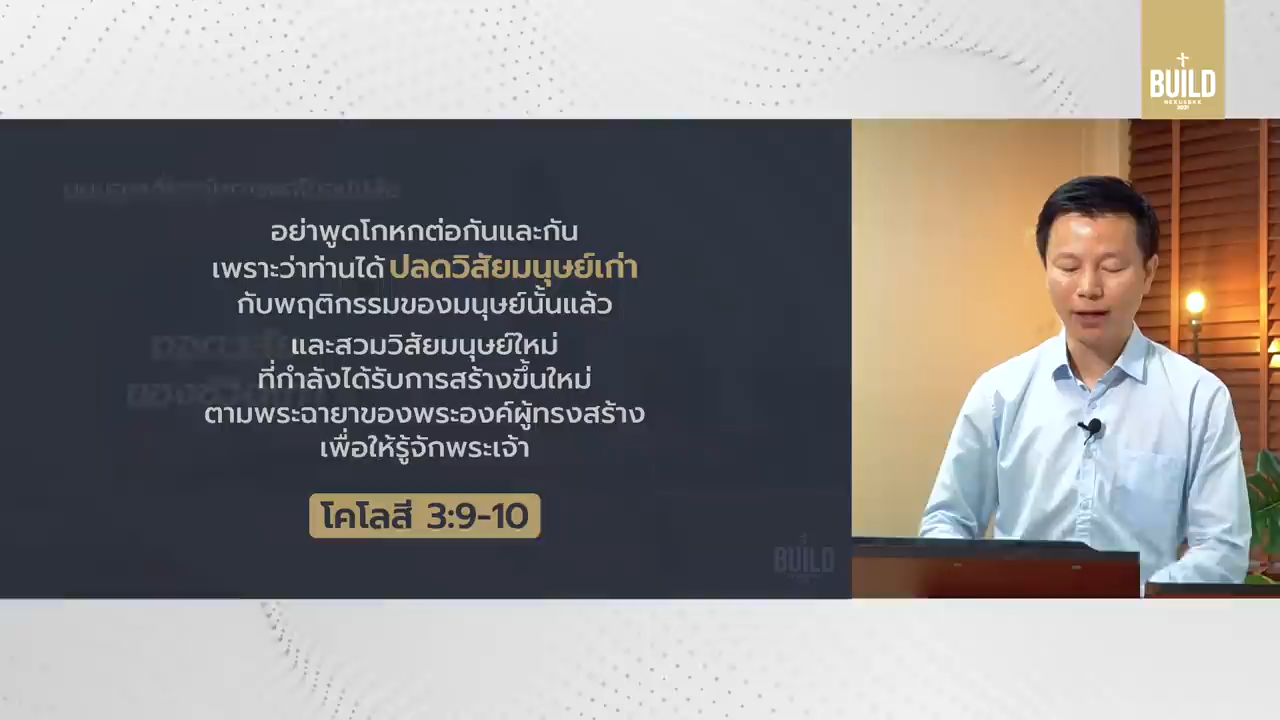 BUILD
2021
อย่าพูดโกหกต่อกันและกัน
เพราะว่าท่านได้ ปลดวิสัยมนุษย์เก่า
กับพฤติกรรมของมนุษย์นั้นแล้ว
และสวมวิสัยมนุษย์ใหม่
ที่กำลังได้รับการสร้างขึ้นใหม่
ตามพระฉายาของพระองค์ผู้ทรงสร้าง
เพื่อให้รู้จักพระเจ้า
โคโลสี 3:9-10
BUILD